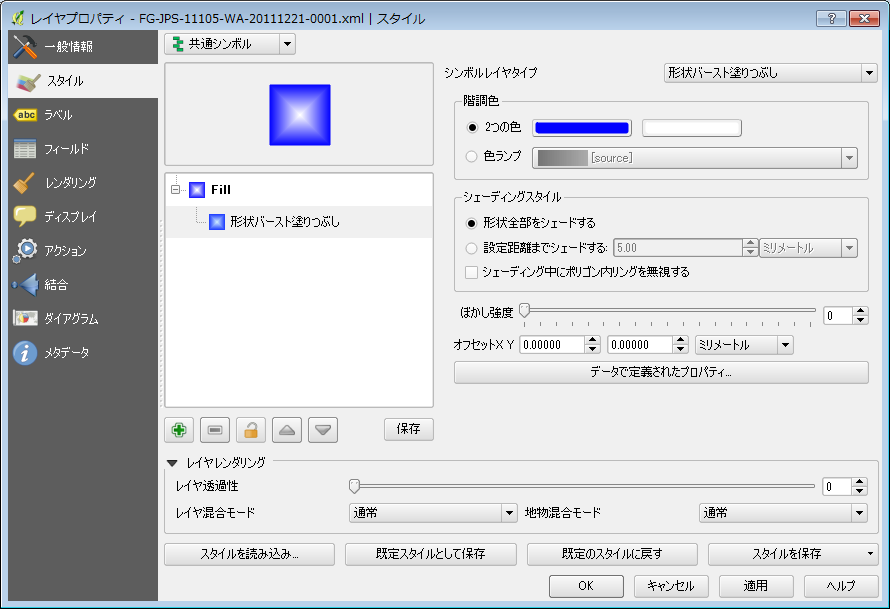 レイヤプロパティ - FG-JPS-11105-WA-20111221-0001.xml | スタイル
一般情報
スタイル
abc ラベル
フィールド
レンダリング
ディスプレイ
アクション
結合
ダイアグラム
メタデータ
共通シンボル
Fill
形状バースト塗りつぶし
保存
シンボルレイヤタイプ 形状バースト塗りつぶし
階調色
2つの色
色ランプ [source]
シェーディングスタイル
形状全部をシェードする
設定距離までシェードする: 5.00 ミリメートル
シェーディング中にポリゴン内リングを無視する
ぼかし強度 0
オフセットX Y 0.00000 0.00000 ミリメートル
データで定義されたプロパティ...
レイヤレンダリング
レイヤ透過性 0
レイヤ混合モード 通常 地物混合モード 通常
スタイルを読み込み... 既定スタイルとして保存 既定のスタイルに戻す スタイルを保存
OK キャンセル 適用 ヘルプ